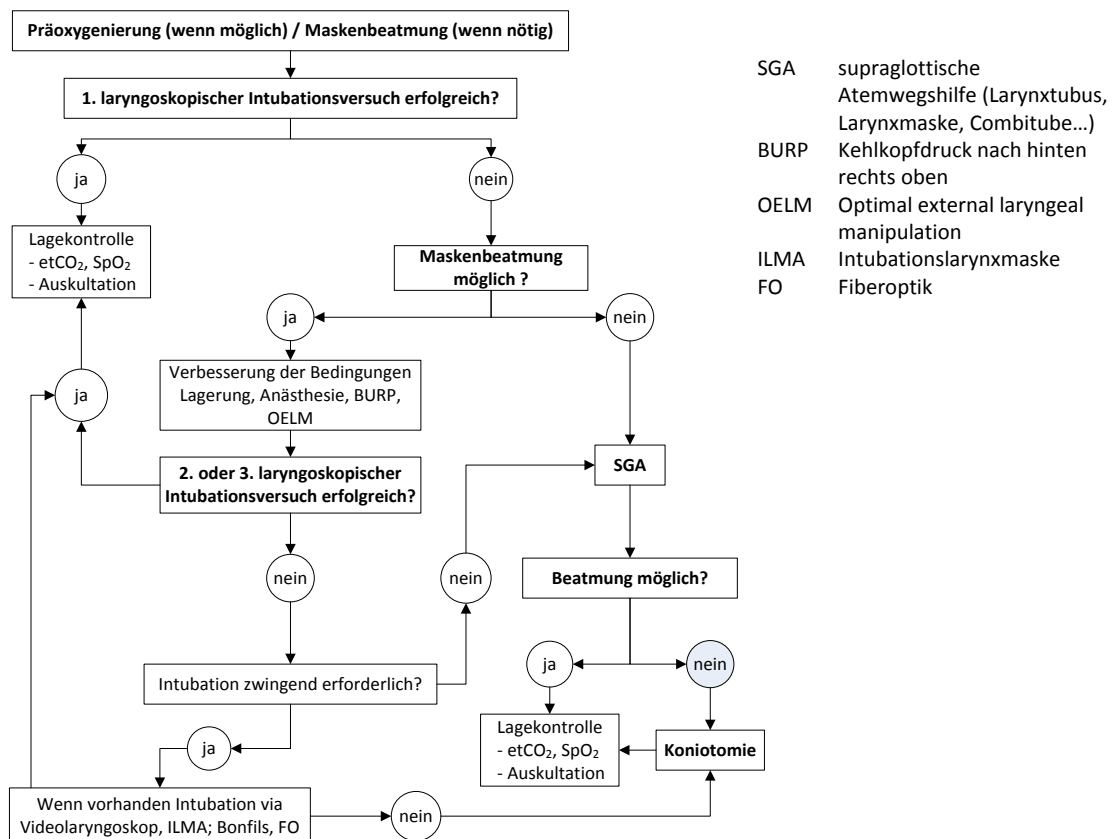 Präoxygenierung (wenn möglich) / Maskenbeatmung (wenn nötig)
1. laryngoskopischer Intubationsversuch erfolgreich?
ja
nein
Lagekontrolle
- etCO₂, SpO₂
- Auskultation
Maskenbeatmung
möglich ?
ja
nein
Verbesserung der Bedingungen
Lagerung, Anästhesie, BURP,
OELM
ja
2. oder 3. laryngoskopischer
Intubationsversuch erfolgreich?
SGA
nein
nein
Beatmung möglich?
Intubation zwingend erforderlich?
ja
nein
ja
Lagekontrolle
- etCO₂, SpO₂
- Auskultation
Koniotomie
Wenn vorhanden Intubation via
Videolaryngoskop, ILMA; Bonfils, FO
nein
SGA supraglottische
Atemwegshilfe (Larynxtubus,
Larynxmaske, Combitube…)
BURP Kehlkopfdruck nach hinten
rechts oben
OELM Optimal external laryngeal
manipulation
ILMA Intubationslarynxmaske
FO Fiberoptik